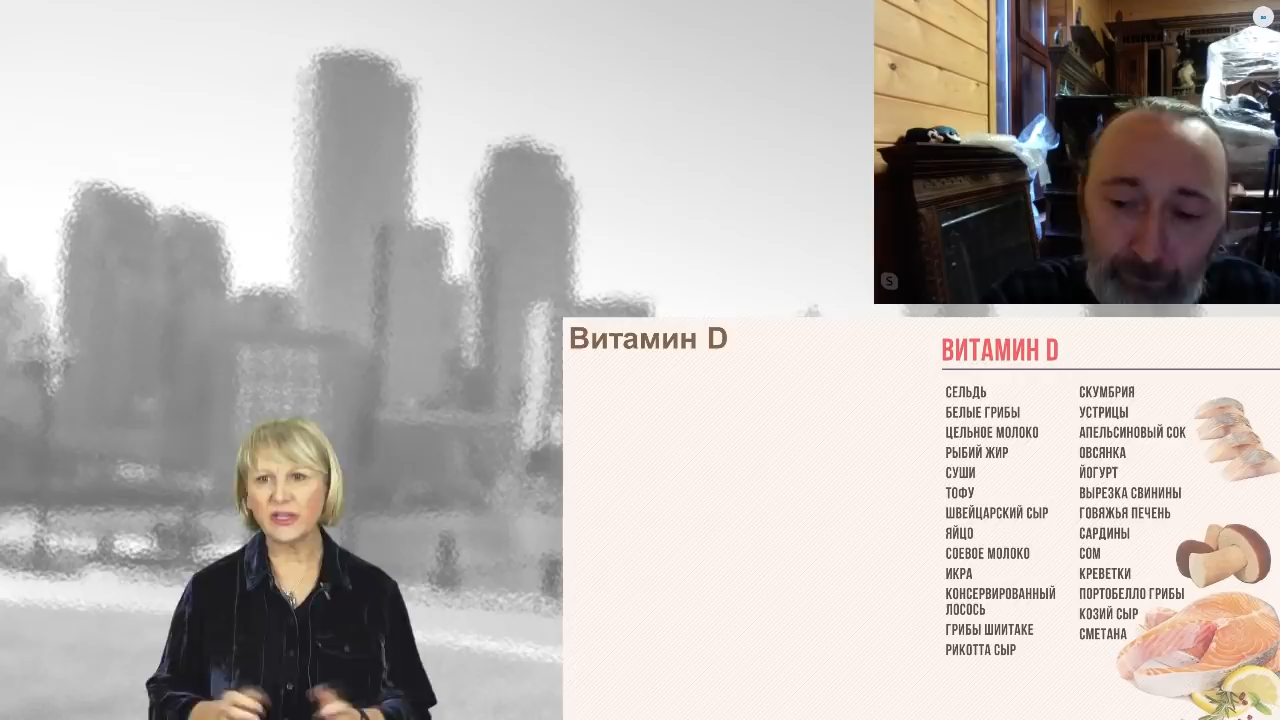 Витамин D
ВИТАМИН D
СЕЛЬДЬ
БЕЛЫЕ ГРИБЫ
ЦЕЛЬНОЕ МОЛОКО
РЫБИЙ ЖИР
СУШИ
ТОФУ
ШВЕЙЦАРСКИЙ СЫР
ЯЙЦО
СОЕВОЕ МОЛОКО
ИКРА
КОНСЕРВИРОВАННЫЙ
ЛОСОСЬ
ГРИБЫ ШИИТАКЕ
РИКОТТА СЫР
СКУМБРИЯ
УСТРИЦЫ
АПЕЛЬСИНОВЫЙ СОК
ОВСЯНКА
ЙОГУРТ
ВЫРЕЗКА СВИНИНЫ
ГОВЯЖЬЯ ПЕЧЕНЬ
САРДИНЫ
СОМ
КРЕВЕТКИ
ПОРТОБЕЛЛО ГРИБЫ
КОЗИЙ СЫР
СМЕТАНА